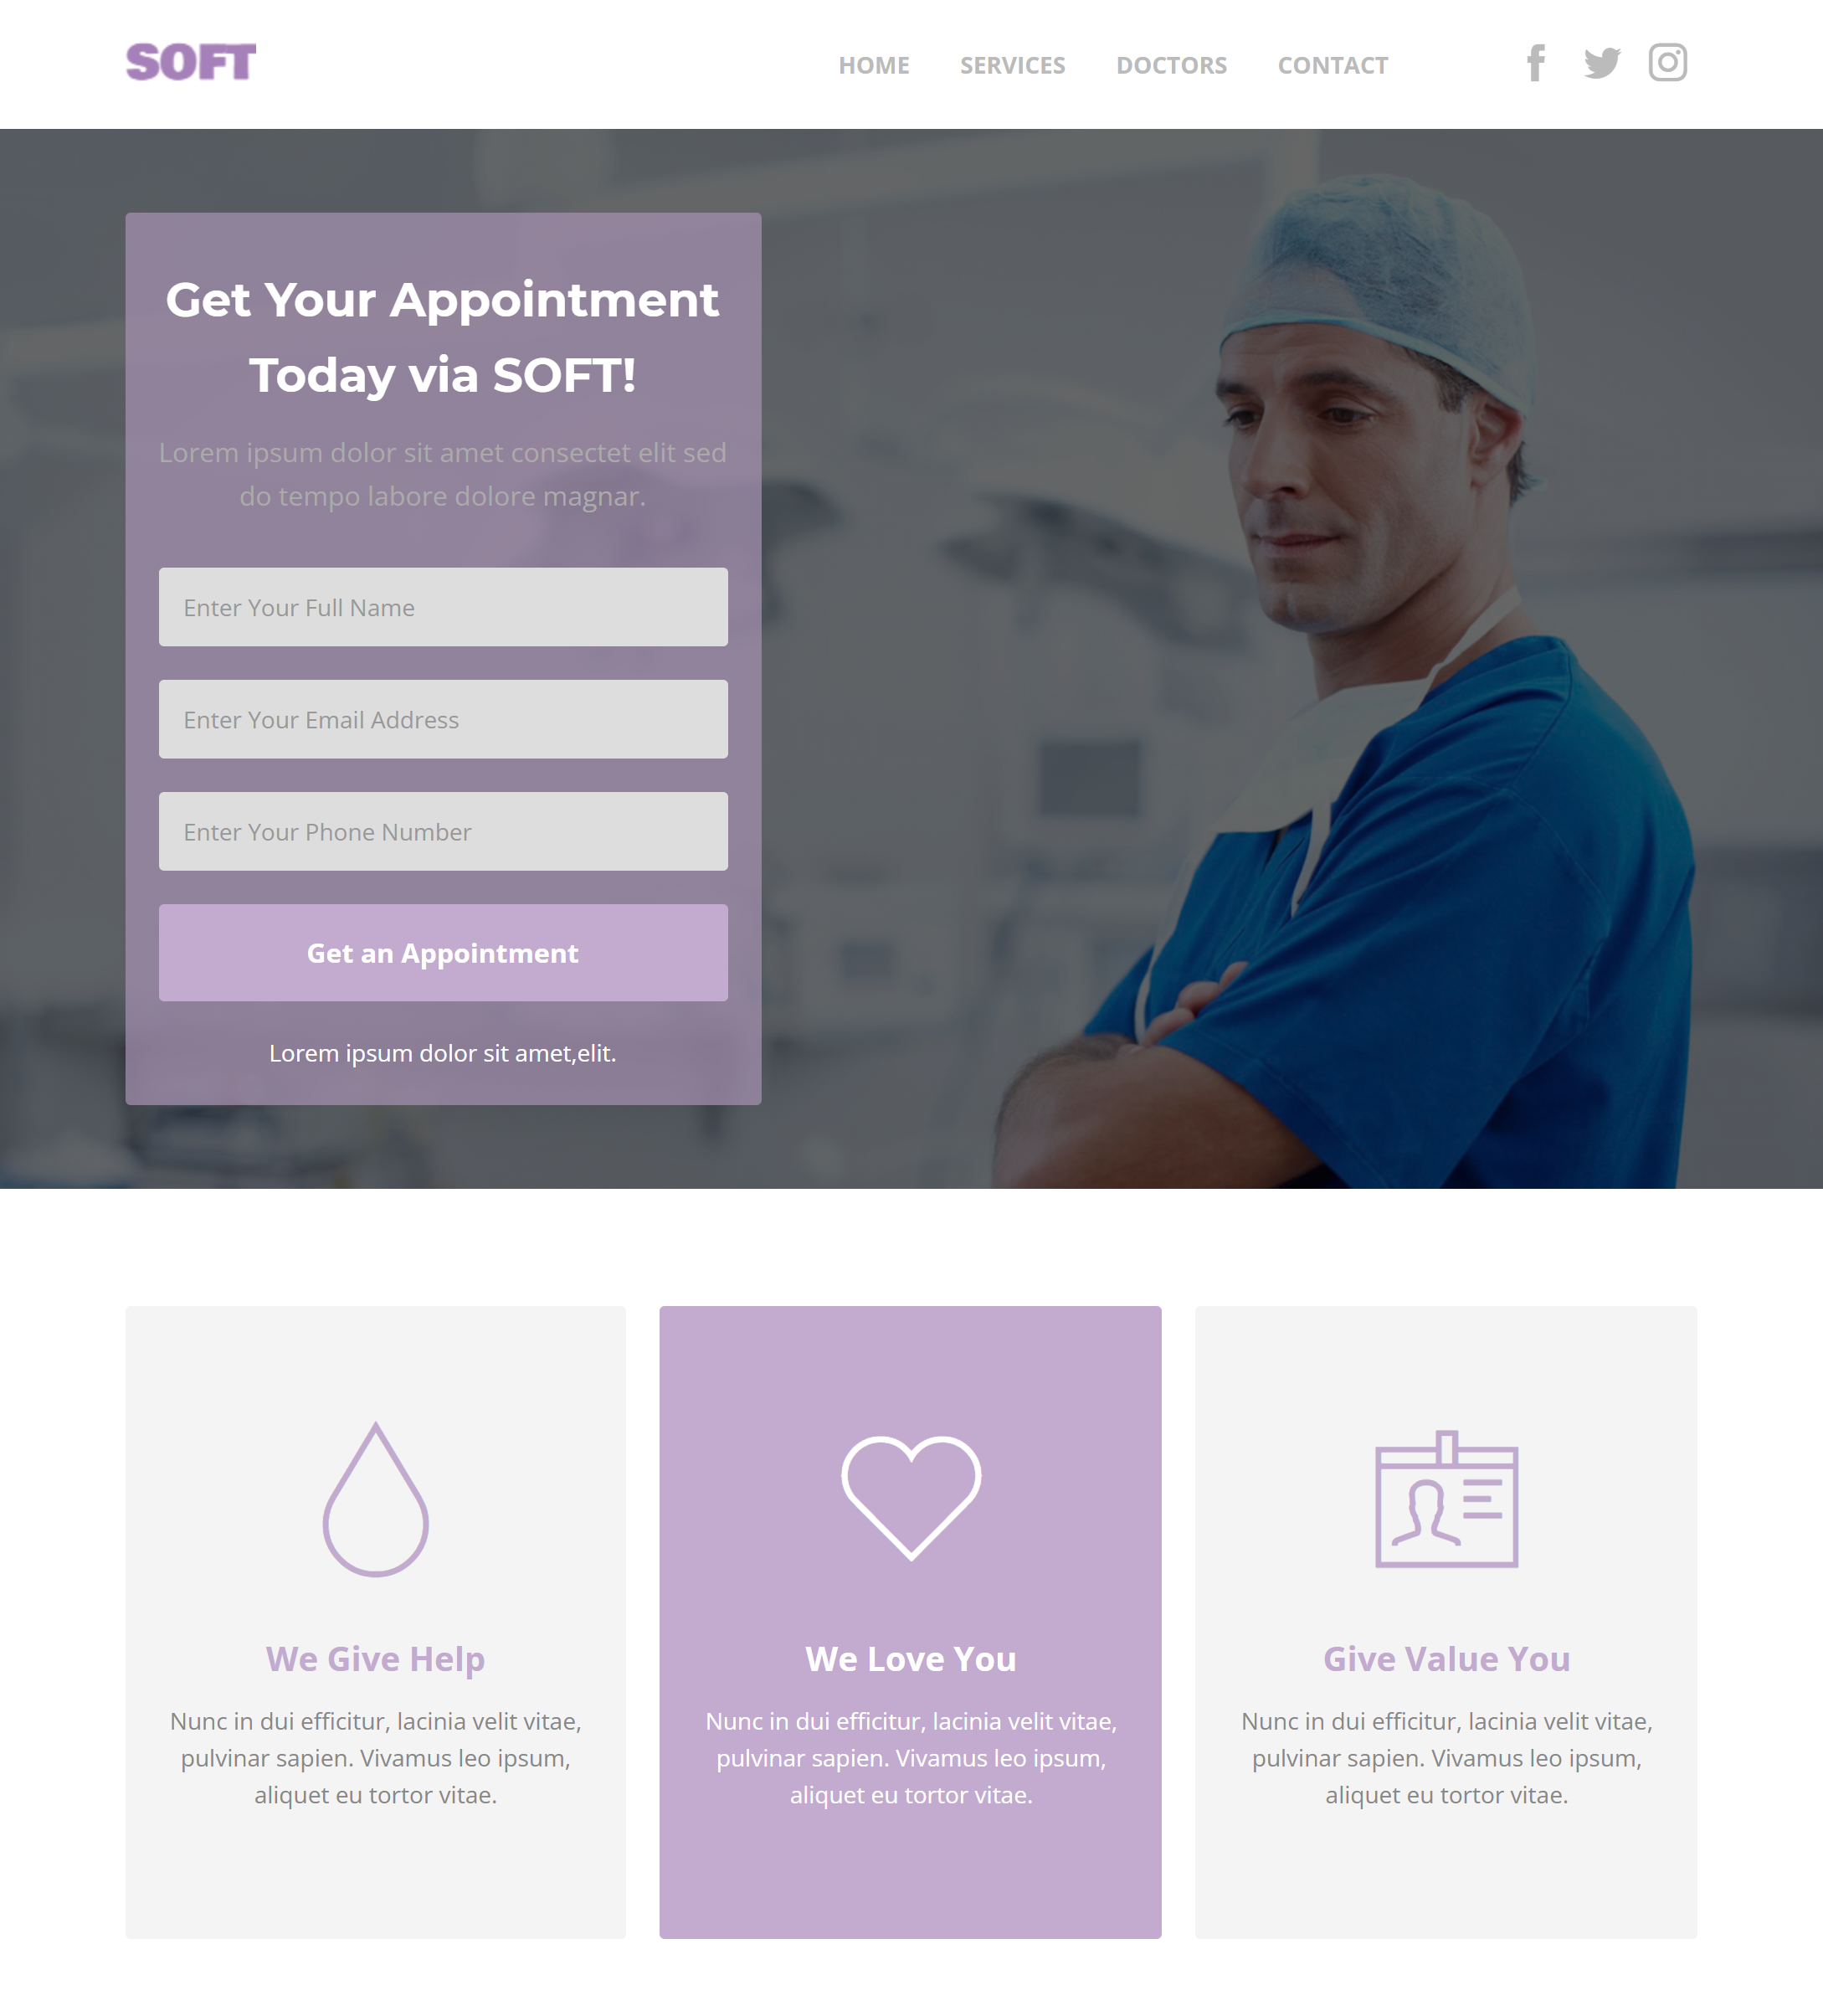 SOFT
HOME SERVICES DOCTORS CONTACT
Get Your Appointment
Today via SOFT!
Lorem ipsum dolor sit amet consectet elit sed
do tempo labore dolore magnar.
Enter Your Full Name
Enter Your Email Address
Enter Your Phone Number
Get an Appointment
Lorem ipsum dolor sit amet,elit.
We Give Help
Nunc in dui efficitur, lacinia velit vitae,
pulvinar sapien. Vivamus leo ipsum,
aliquet eu tortor vitae.
We Love You
Nunc in dui efficitur, lacinia velit vitae,
pulvinar sapien. Vivamus leo ipsum,
aliquet eu tortor vitae.
Give Value You
Nunc in dui efficitur, lacinia velit vitae,
pulvinar sapien. Vivamus leo ipsum,
aliquet eu tortor vitae.